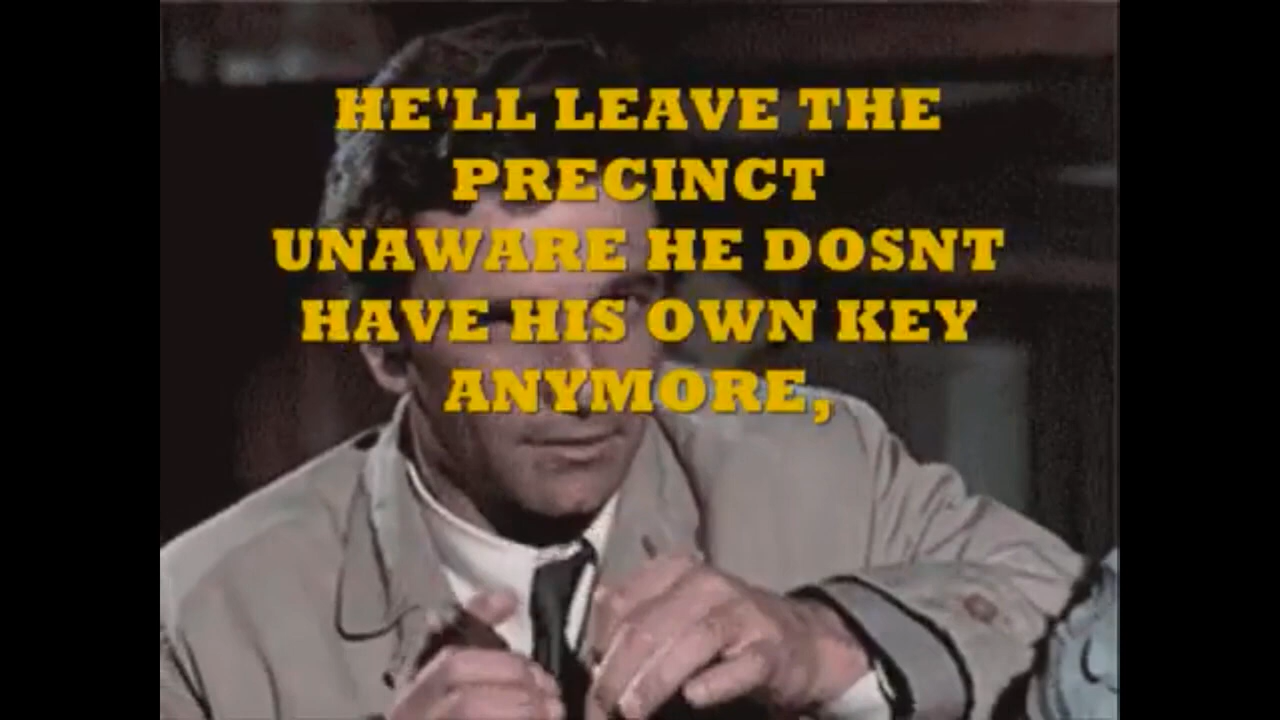 HE'LL LEAVE THE
PRECINCT
UNAWARE HE DOSNT
HAVE HIS OWN KEY
ANYMORE,